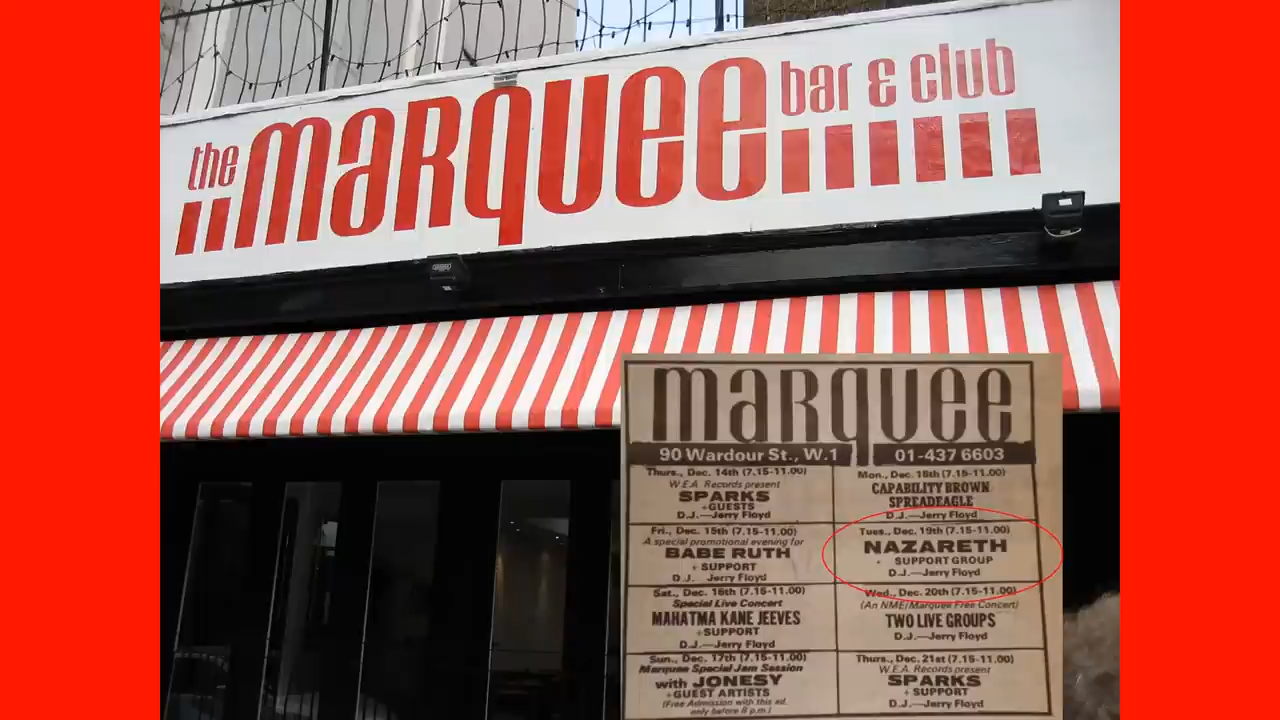 the marquee bar & club
marquee
90 Wardour St., W.1 01-437 6603
Thurs., Dec. 14th (7.15-11.00)
W.E.A. Records present
SPARKS
+GUESTS
D.J.—Jerry Floyd
Fri., Dec. 15th (7.15-11.00)
A special promotional evening for
BABE RUTH
+ SUPPORT
D.J. Jerry Floyd
Sat., Dec. 16th (7.15-11.00)
Special Live Concert
MAHATMA KANE JEEVES
+SUPPORT
D.J.—Jerry Floyd
Sun., Dec. 17th (7.15-11.00)
Marquee Special Jam Session
with JONESY
+GUEST ARTISTS
(Free Admission with this ad.
only before 8 p.m.)
Mon., Dec. 18th (7.15-11.00)
CAPABILITY BROWN
SPREADEAGLE
D.J.—Jerry Floyd
Tues., Dec. 19th (7.15-11.00)
NAZARETH
+ SUPPORT GROUP
D.J.—Jerry Floyd
Wed., Dec. 20th (7.15-11.00)
(An NME/Marquee Free Concert)
TWO LIVE GROUPS
D.J.—Jerry Floyd
Thurs., Dec. 21st (7.15-11.00)
W.E.A. Records present
SPARKS
+ SUPPORT
D.J.—Jerry Floyd